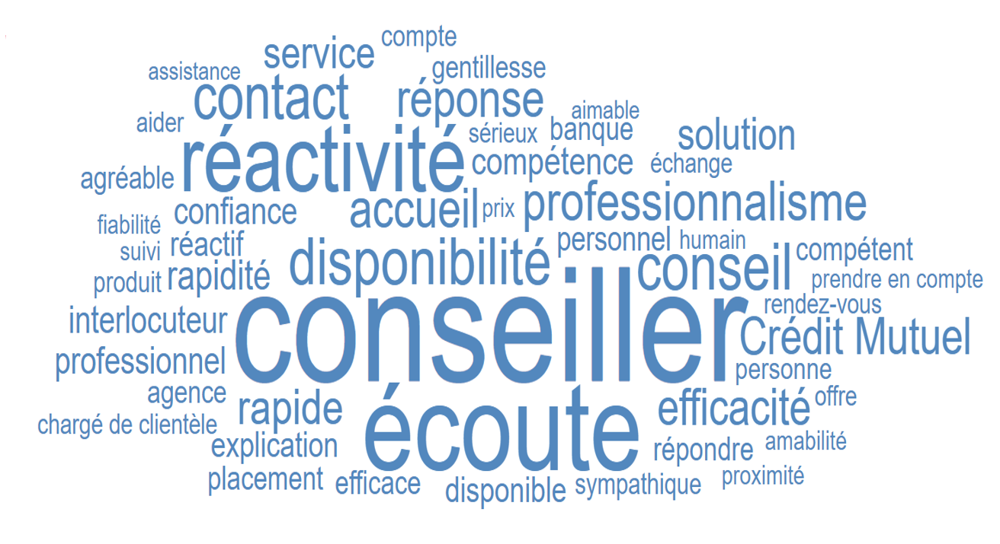 compte
service
gentillesse
assistance
contact
réponse
aimable
aider
sérieux
banque
solution
réactivité
compétence
échange
agréable
confiance
accueil
prix
professionnalisme
fiabilité
suivi
réactif
disponibilité
personnel
humain
conseil
compétent
produit
rapidité
prendre en compte
conseiller
rendez-vous
interlocuteur
Crédit Mutuel
professionnel
personne
agence
rapide
écoute
efficacité
offre
chargé de clientèle
explication
répondre
amabilité
placement
efficace
disponible
sympathique
proximité